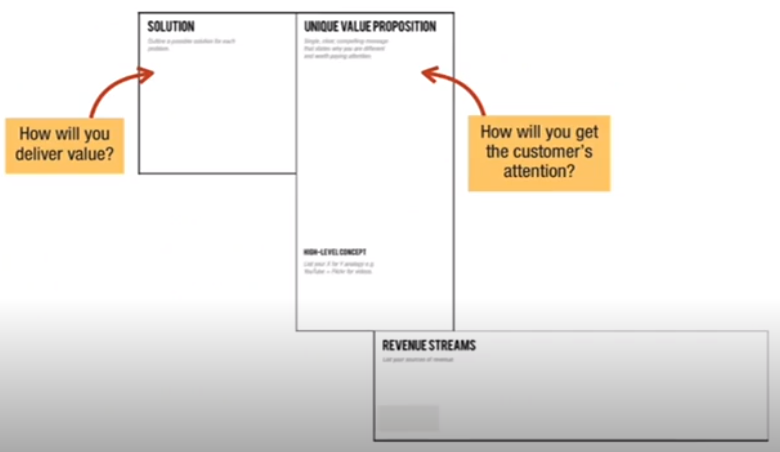 SOLUTION
Outline a possible solution for each
problem
How will you
deliver value?
UNIQUE VALUE PROPOSITION
Single, clear, compelling message
that states why you are different
and worth paying attention
How will you get
the customer's
attention?
HIGH-LEVEL CONCEPT
List your X for Y analogy e.g.
YouTube = Flickr for videos
REVENUE STREAMS
List your sources of revenue